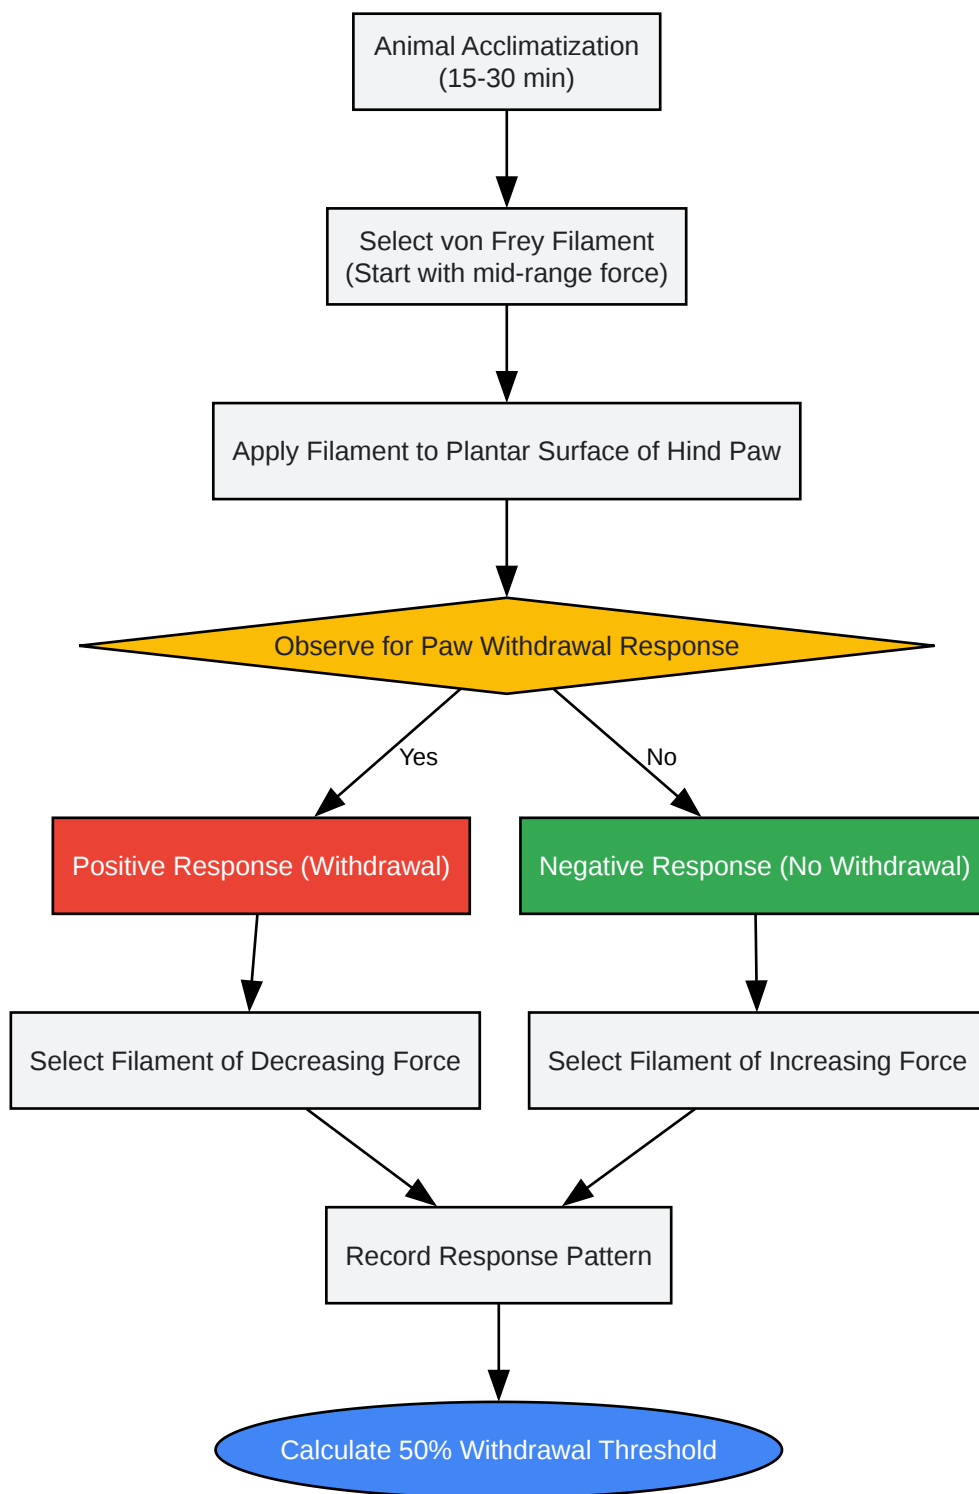 Animal Acclimatization
(15-30 min)
Select von Frey Filament
(Start with mid-range force)
Apply Filament to Plantar Surface of Hind Paw
Observe for Paw Withdrawal Response
Yes
No
Positive Response (Withdrawal)
Negative Response (No Withdrawal)
Select Filament of Decreasing Force
Select Filament of Increasing Force
Record Response Pattern
Calculate 50% Withdrawal Threshold